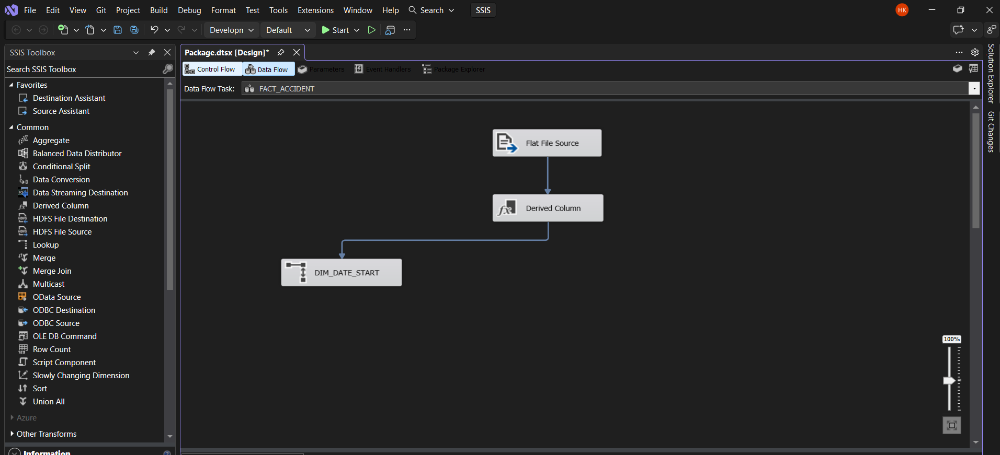 File Edit View Git Project Build Debug Format Test Tools Extensions Window Help Search SSIS HK
Developn Default Start
SSIS Toolbox
Search SSIS Toolbox
Favorites
Destination Assistant
Source Assistant
Common
Aggregate
Balanced Data Distributor
Conditional Split
Data Conversion
Data Streaming Destination
Derived Column
HDFS File Destination
HDFS File Source
Lookup
Merge
Merge Join
Multicast
OData Source
ODBC Destination
ODBC Source
OLE DB Command
Row Count
Script Component
Slowly Changing Dimension
Sort
Union All
Azure
Other Transforms
Information
Package.dtsx [Design]*
Control Flow Data Flow Parameters Event Handlers Package Explorer
Data Flow Task: FACT_ACCIDENT
Flat File Source
fx Derived Column
DIM_DATE_START
100%
Solution Explorer
Git Changes